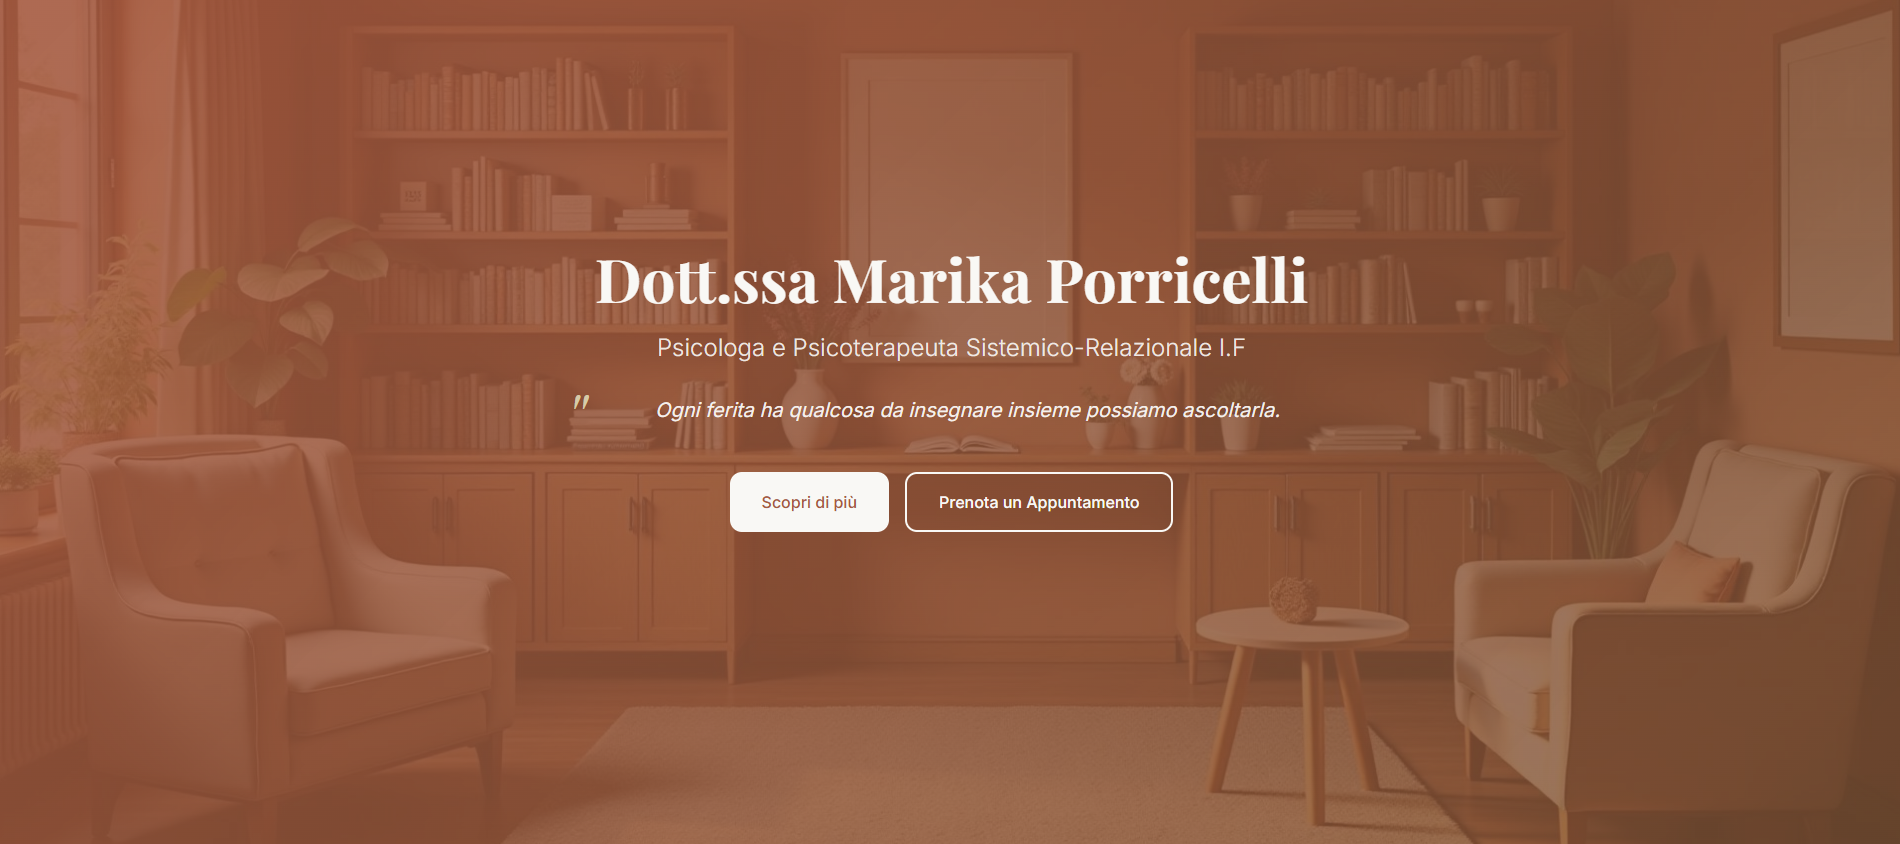 Dott.ssa Marika Porricelli
Psicologa e Psicoterapeuta Sistemico-Relazionale I.F
" Ogni ferita ha qualcosa da insegnare insieme possiamo ascoltarla.
Scopri di più
Prenota un Appuntamento